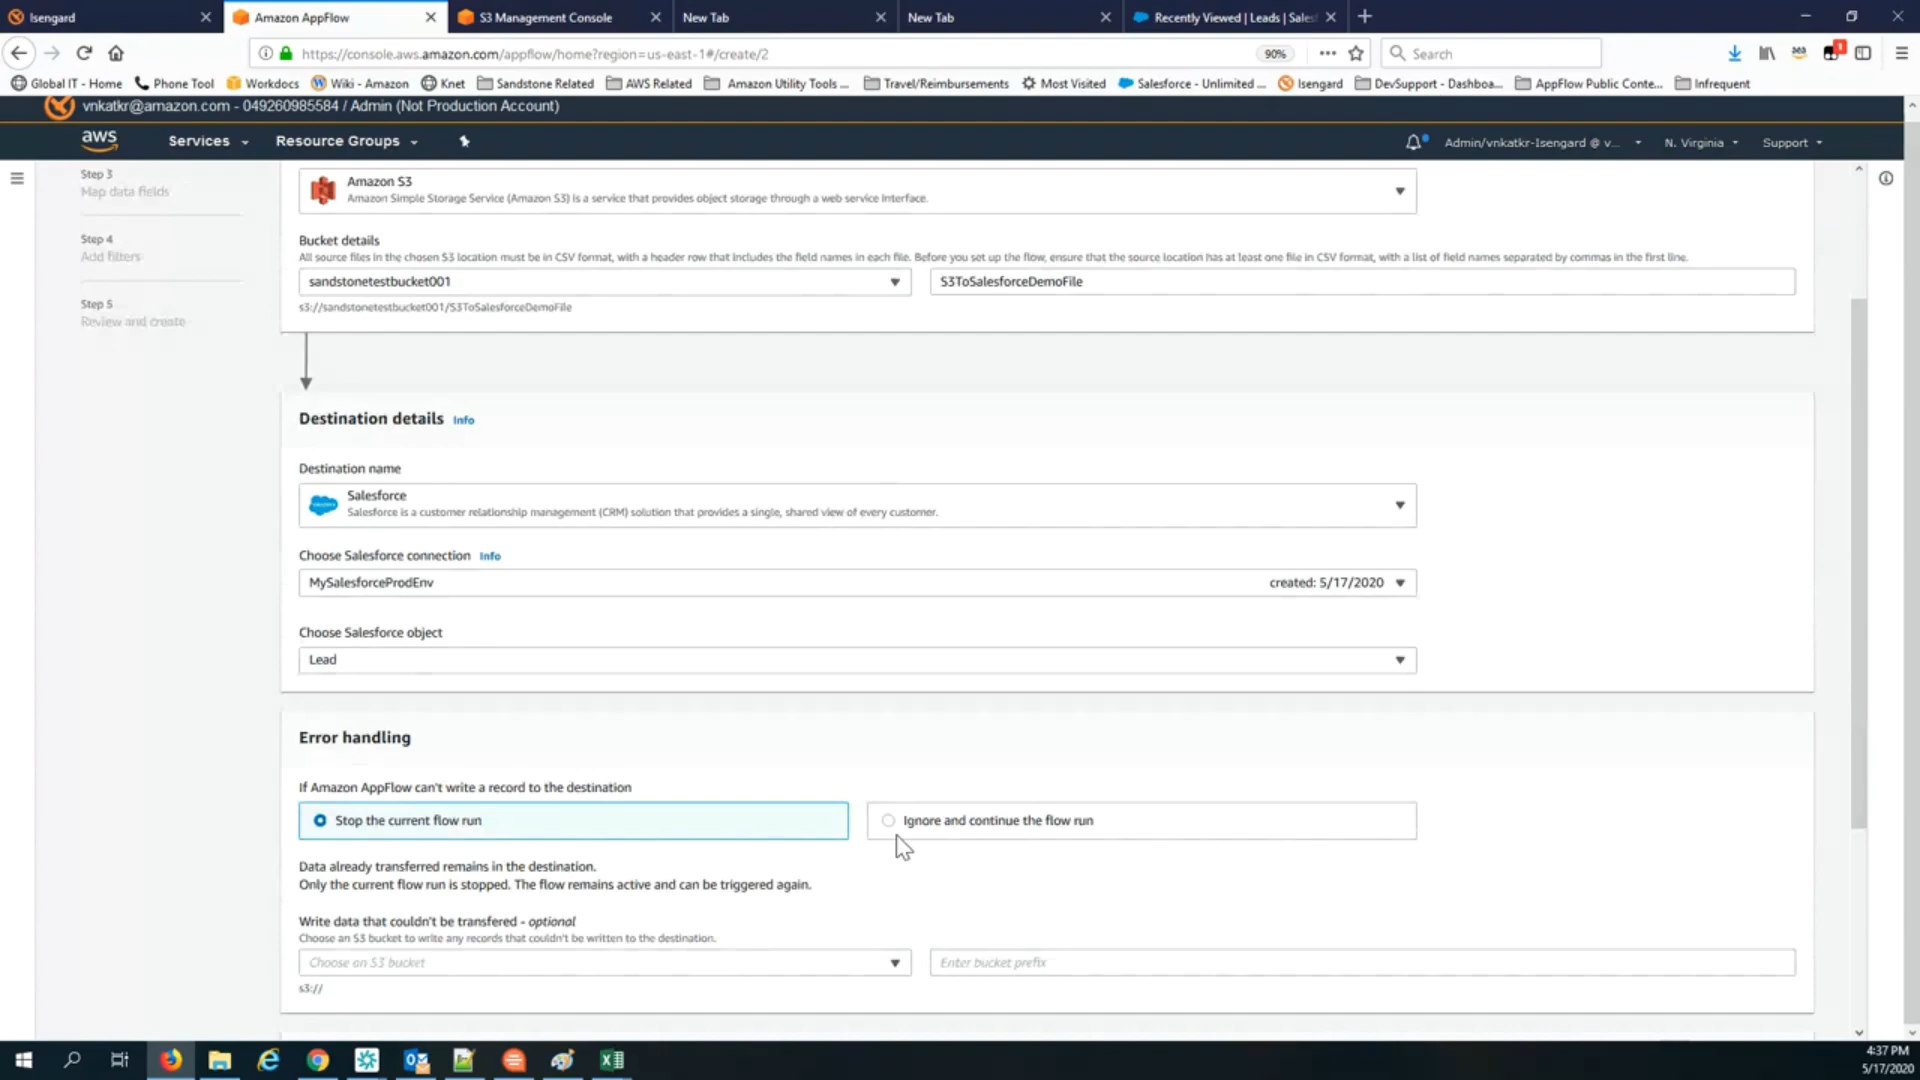 Isengard
Amazon AppFlow
S3 Management Console
New Tab
New Tab
Recently Viewed | Leads | Sales
https://console.aws.amazon.com/appflow/home?region=us-east-1#/create/2
90%
Search
1
Global IT - Home
Phone Tool
Workdocs
Wiki - Amazon
Knet
Sandstone Related
AWS Related
Amazon Utility Tools ...
Travel/Reimbursements
Most Visited
Salesforce - Unlimited ...
Isengard
DevSupport - Dashboa...
AppFlow Public Conte...
Infrequent
vnkatkr@amazon.com - 049260985584 / Admin (Not Production Account)
aws
Services
Resource Groups
Admin/vnkatkr-Isengard @ v...
N. Virginia
Support
Step 3
Map data fields
Step 4
Add filters
Step 5
Review and create
Amazon S3
Amazon Simple Storage Service (Amazon S3) is a service that provides object storage through a web service interface.
Bucket details
All source files in the chosen S3 location must be in CSV format, with a header row that includes the field names in each file. Before you set up the flow, ensure that the source location has at least one file in CSV format, with a list of field names separated by commas in the first line.
sandstonetestbucket001
S3ToSalesforceDemoFile
s3://sandstonetestbucket001/S3ToSalesforceDemoFile
Destination details Info
Destination name
Salesforce
Salesforce is a customer relationship management (CRM) solution that provides a single, shared view of every customer.
Choose Salesforce connection Info
MySalesforceProdEnv
created: 5/17/2020
Choose Salesforce object
Lead
Error handling
If Amazon AppFlow can't write a record to the destination
Stop the current flow run
Ignore and continue the flow run
Data already transferred remains in the destination.
Only the current flow run is stopped. The flow remains active and can be triggered again.
Write data that couldn't be transfered - optional
Choose an S3 bucket to write any records that couldn't be written to the destination.
Choose an S3 bucket
Enter bucket prefix
s3://
4:37 PM
5/17/2020